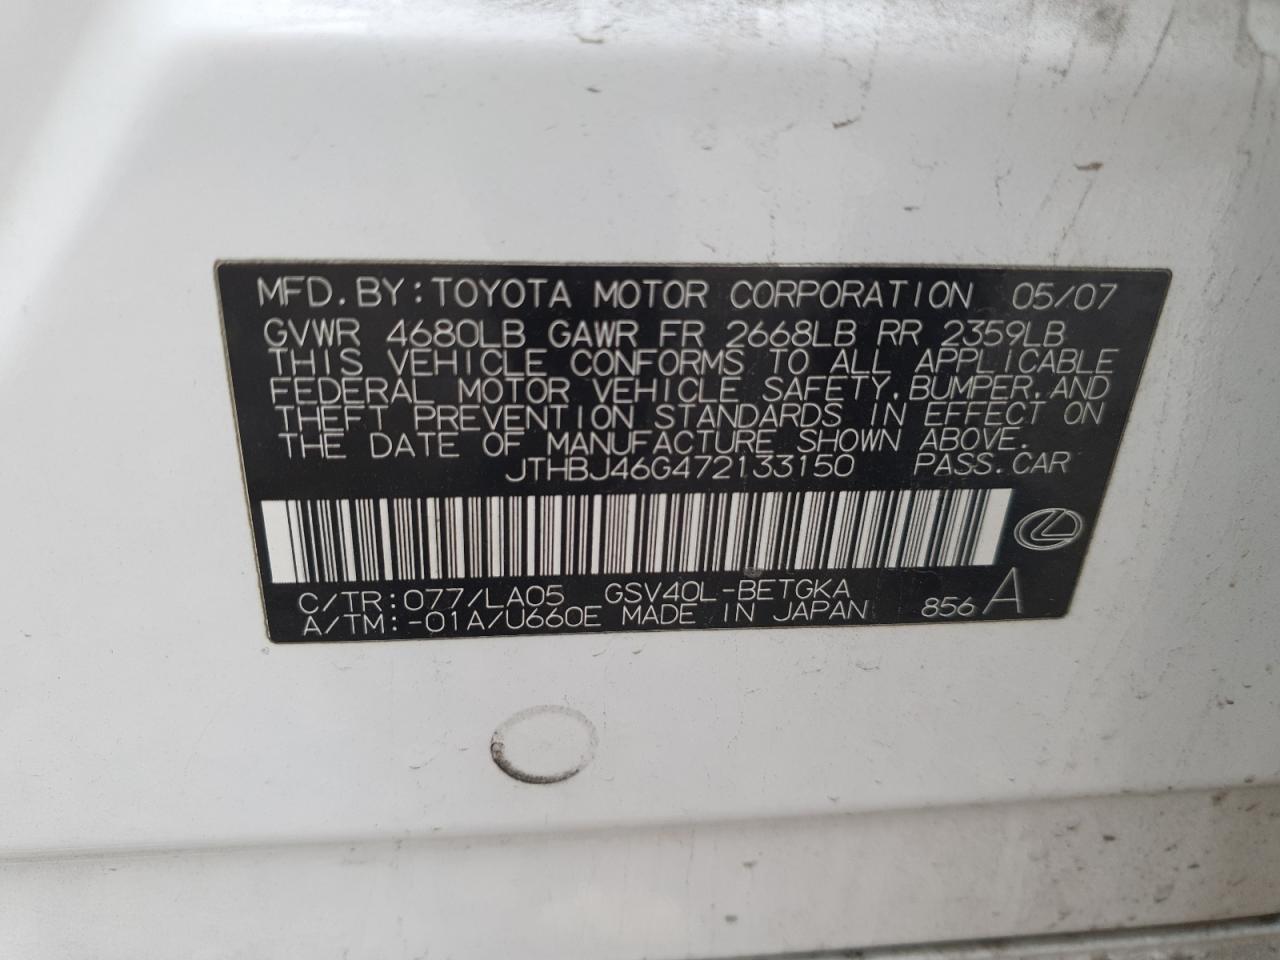 MFD.BY:TOYOTA MOTOR CORPORATION 05/07
GVWR 4680LB GAWR FR 2668LB RR 2359LB
THIS VEHICLE CONFORMS TO ALL APPLICABLE
FEDERAL MOTOR VEHICLE SAFETY,BUMPER,AND
THEFT PREVENTION STANDARDS IN EFFECT ON
THE DATE OF MANUFACTURE SHOWN ABOVE.
JTHBJ46G472133150 PASS.CAR
C/TR:077/LA05 GSV40L-BETGKA
A/TM:-01A/U660E MADE IN JAPAN 856 A